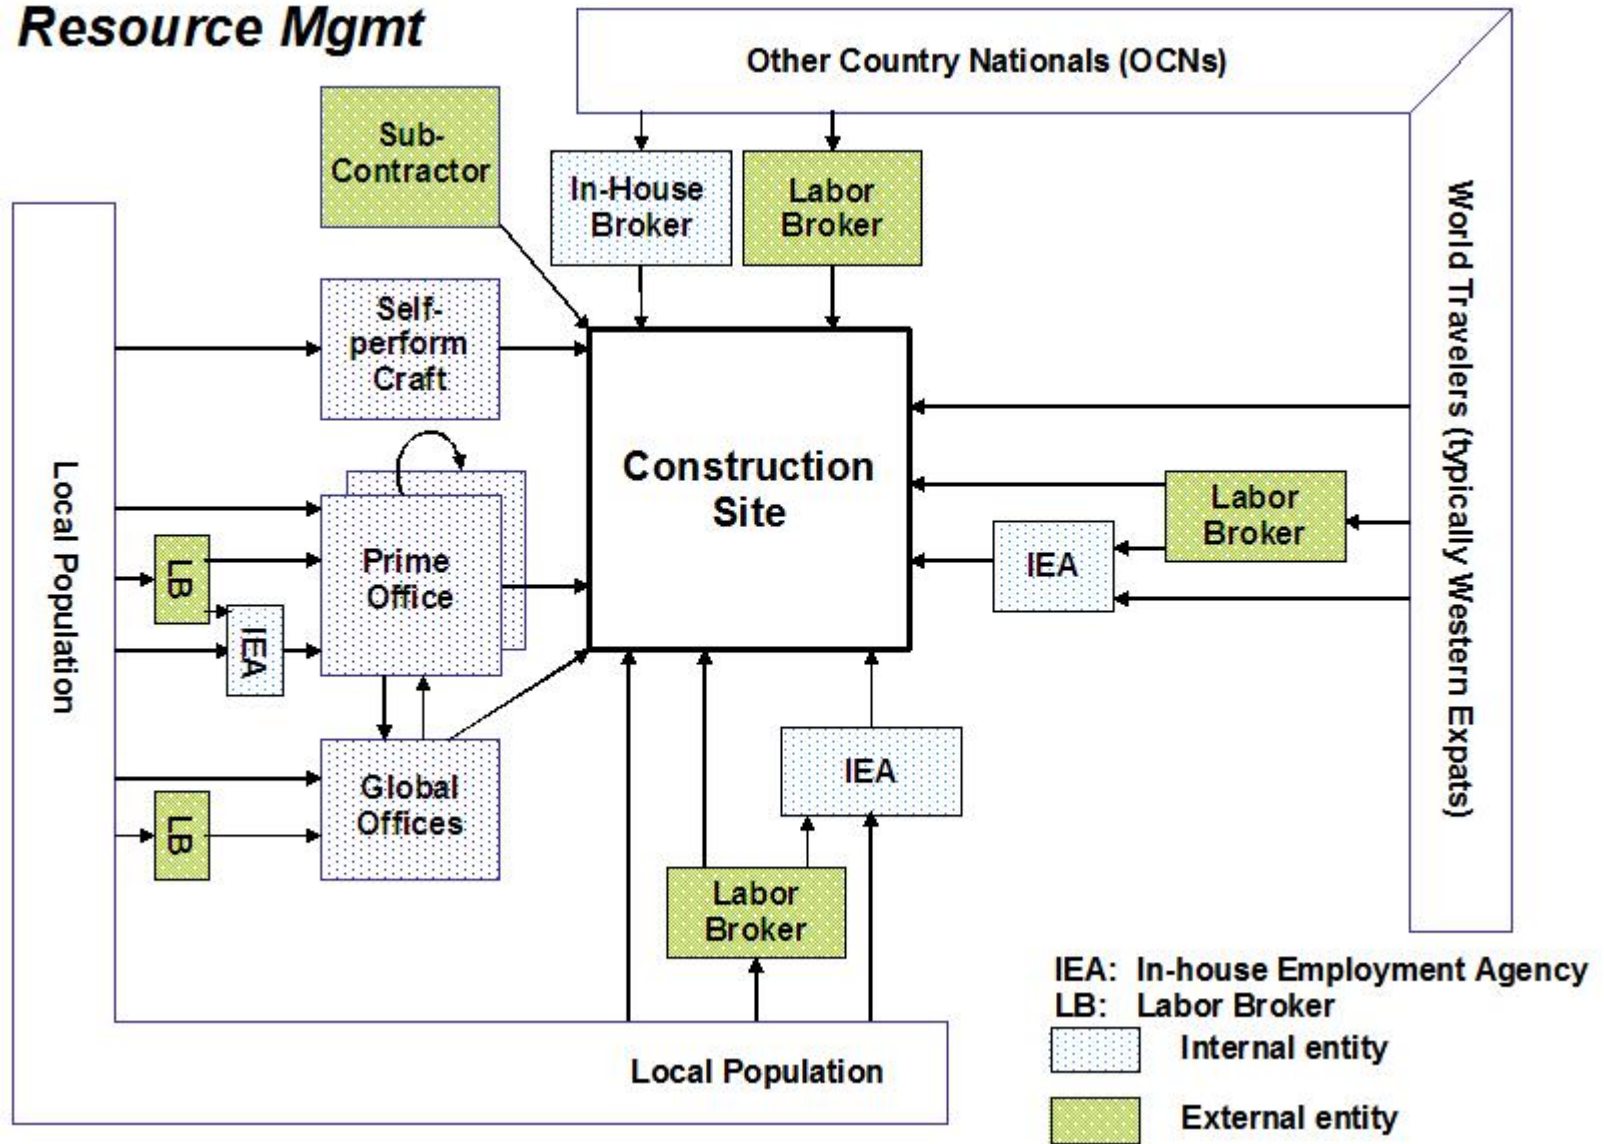 Resource Mgmt
Other Country Nationals (OCNs)
Sub-
Contractor
In-House
Broker
Labor
Broker
World Travelers (typically Western Expats)
Self-
perform
Craft
Local Population
Construction
Site
Labor
Broker
IEA
Prime
Office
LB
IEA
Global
Offices
LB
IEA
Labor
Broker
Local Population
IEA: In-house Employment Agency
LB: Labor Broker
Internal entity
External entity